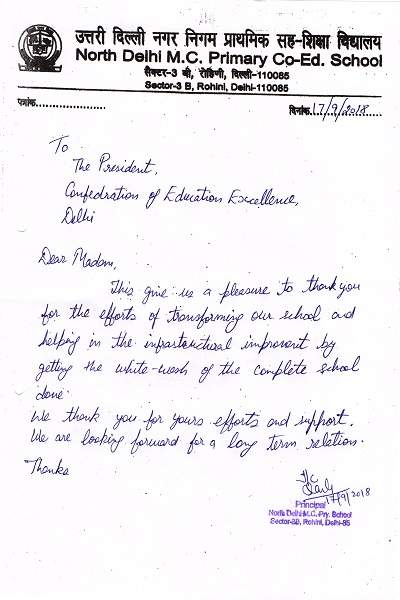 उत्तरी दिल्ली नगर निगम प्राथमिक सह-शिक्षा विद्यालय
North Delhi M.C. Primary Co-Ed. School
सैक्टर-3 बी, रोहिणी, दिल्ली-110085
Sector-3 B, Rohini, Delhi-110085
पत्रांक.................... दिनांक.17/9/2018
To
The President,
Confedration of Education Excellence,
Delhi
Dear Madam,
This give us a pleasure to thank you
for the efforts of transforming our school and
helping in the infrastructural improvent by
getting the white-wash of the complete school
done.
We thank you for yours efforts and support.
We are looking forward for a long term relation.
Thanks
17/9/2018
Principal
North Delhi M.C. Pry. School
Sector-3B, Rohini, Delhi-85